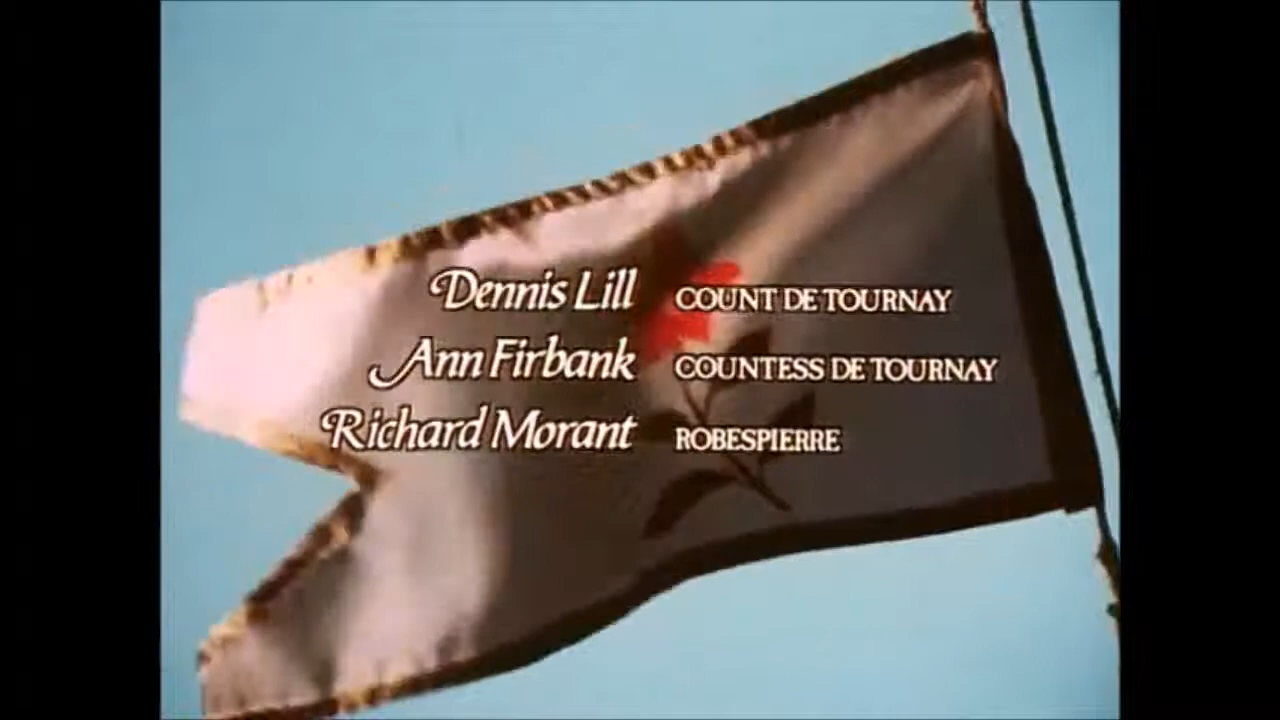 Dennis Lill COUNT DE TOURNAY
Ann Firbank COUNTESS DE TOURNAY
Richard Morant ROBESPIERRE